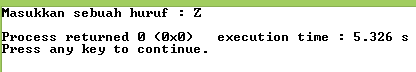 Masukkan sebuah huruf : Z
Process returned 0 (0x0)   execution time : 5.326 s
Press any key to continue.